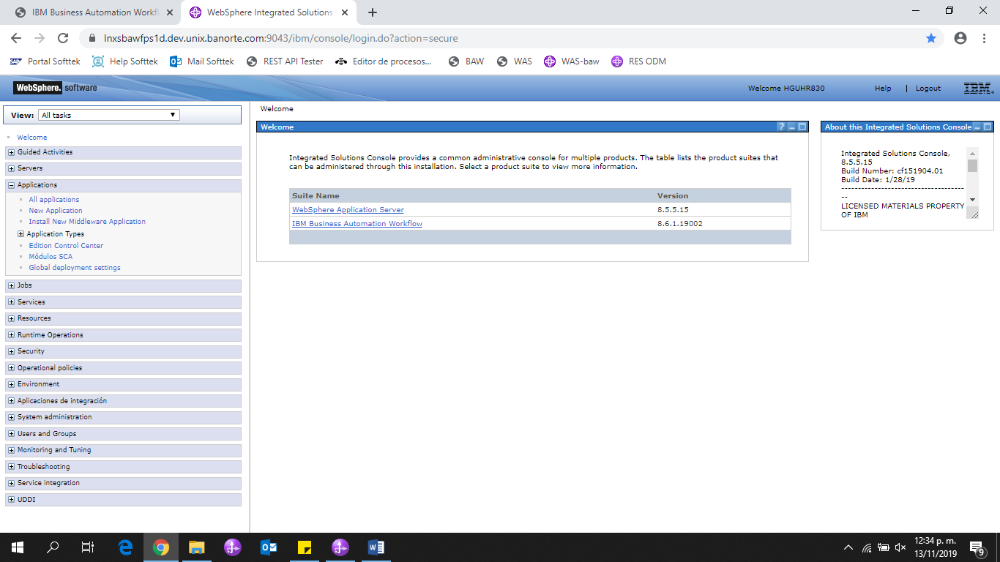 IBM Business Automation Workfl
WebSphere Integrated Solutions
lnxsbawfps1d.dev.unix.banorte.com:9043/ibm/console/login.do?action=secure
SAP Portal Softtek Help Softtek Mail Softtek REST API Tester Editor de procesos... BAW WAS WAS-baw RES ODM
WebSphere. software Welcome HGUHR830 Help | Logout IBM.
View: All tasks
Welcome
Guided Activities
Servers
Applications
All applications
New Application
Install New Middleware Application
Application Types
Edition Control Center
Módulos SCA
Global deployment settings
Jobs
Services
Resources
Runtime Operations
Security
Operational policies
Environment
Aplicaciones de integración
System administration
Users and Groups
Monitoring and Tuning
Troubleshooting
Service integration
UDDI
Welcome
Welcome ?
Integrated Solutions Console provides a common administrative console for multiple products. The table lists the product suites that
can be administered through this installation. Select a product suite to view more information.
Suite Name Version
WebSphere Application Server 8.5.5.15
IBM Business Automation Workflow 8.6.1.19002
About this Integrated Solutions Console
Integrated Solutions Console,
8.5.5.15
Build Number: cf151904.01
Build Date: 1/28/19
----------------------------------------
--
LICENSED MATERIALS PROPERTY
OF IBM
12:34 p. m.
13/11/2019
9